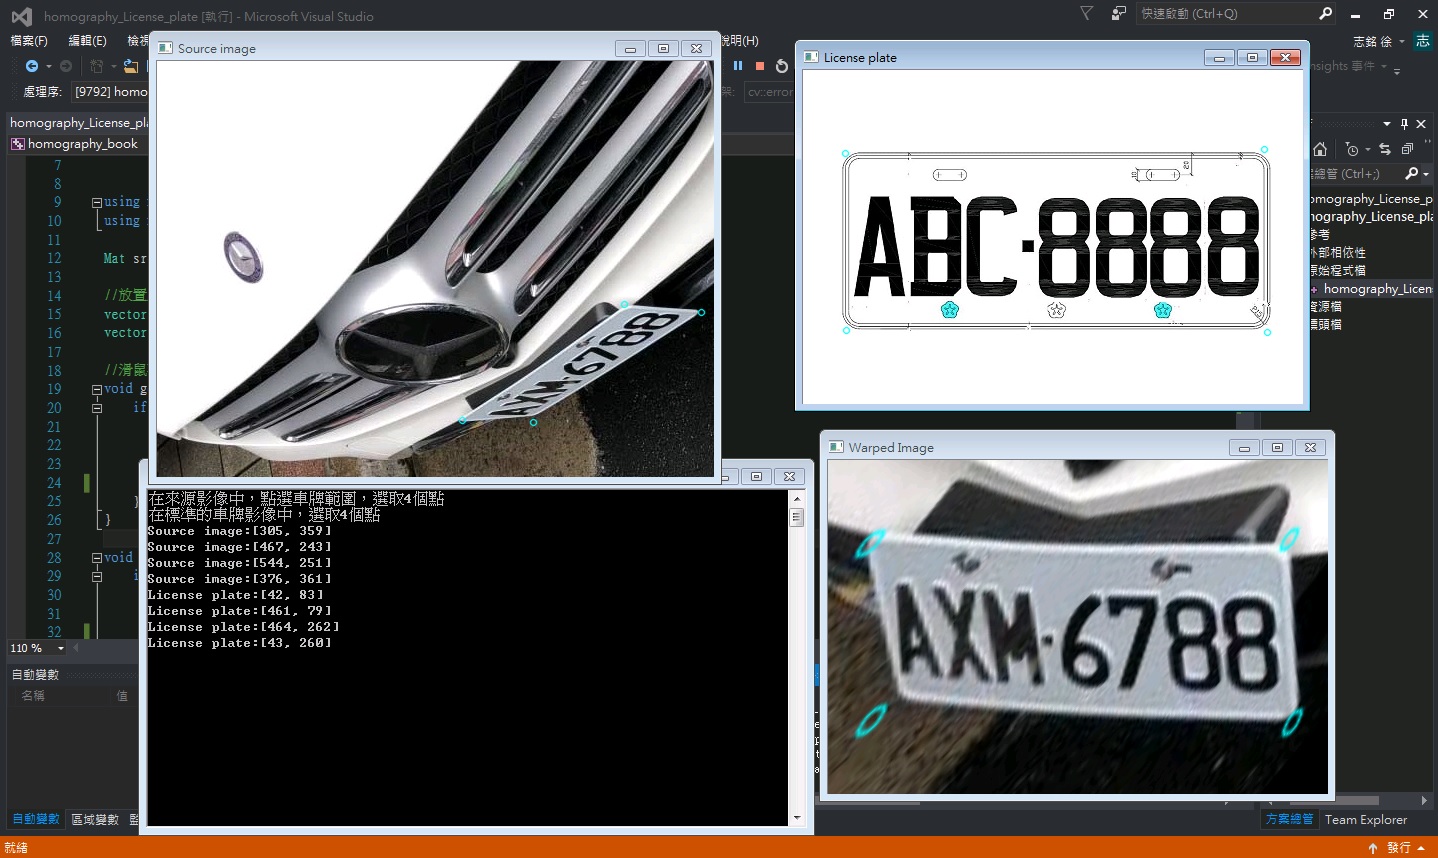 homography_License_plate [執行] - Microsoft Visual Studio
快速啟動 (Ctrl+Q)
檔案(F) 編輯(E)
說明(H)
志銘 徐
志
處理序: [9792] homo
cv::error
Insights 事件
homography_License_pl
homography_book
Source image
License plate
ABC·8888
AXM·6788
7
8
9 using
10 using
11
12 Mat sr
13
14 //放置
15 vector
16 vector
17
18 //滑鼠
19 void g
20 if
21
22
23
24
25 }
26 }
27
28 void
29 i
30
31
32
110 %
自動變數
名稱 值
在來源影像中，點選車牌範圍，選取4個點
在標準的車牌影像中，選取4個點
Source image:[305, 359]
Source image:[467, 243]
Source image:[544, 251]
Source image:[376, 361]
License plate:[42, 83]
License plate:[461, 79]
License plate:[464, 262]
License plate:[43, 260]
Warped Image
AXM·6788
總管 (Ctrl+;)
homography_License_p
homography_License_pla
參考
外部相依性
原始程式檔
homography_Licens
資源檔
標頭檔
自動變數 區域變數
方案總管 Team Explorer
就緒
發行